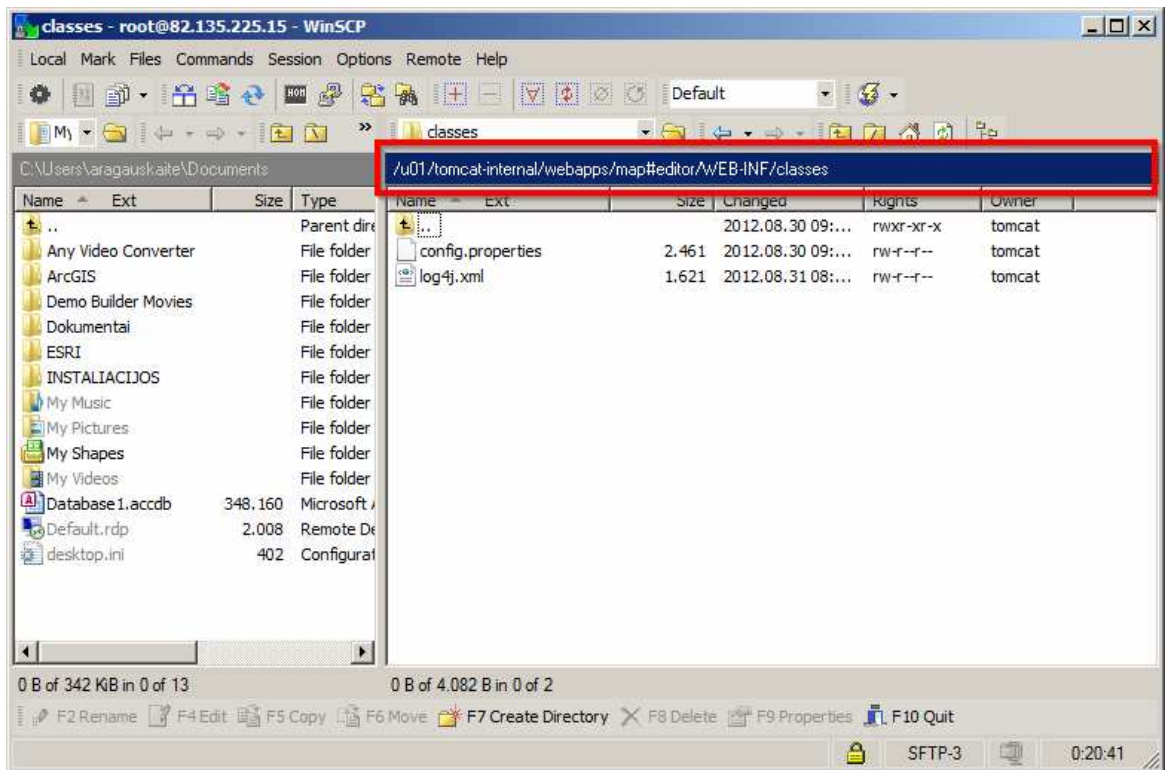 classes - root@82.135.225.15 - WinSCP
Local Mark Files Commands Session Options Remote Help
Default
My classes
C:\Users\aragauskaite\Documents /u01/tomcat-internal/webapps/map#editor/WEB-INF/classes
Name Ext Size Type Name Ext Size Changed Rights Owner
.. Parent dire .. 2012.08.30 09:... rwxr-xr-x tomcat
Any Video Converter File folder config.properties 2.461 2012.08.30 09:... rw-r--r-- tomcat
ArcGIS File folder log4j.xml 1.621 2012.08.31 08:... rw-r--r-- tomcat
Demo Builder Movies File folder
Dokumentai File folder
ESRI File folder
INSTALIACIJOS File folder
My Music File folder
My Pictures File folder
My Shapes File folder
My Videos File folder
Database1.accdb 348.160 Microsoft A
Default.rdp 2.008 Remote De
desktop.ini 402 Configurat
0 B of 342 KiB in 0 of 13 0 B of 4.082 B in 0 of 2
F2 Rename F4 Edit F5 Copy F6 Move F7 Create Directory F8 Delete F9 Properties F10 Quit
SFTP-3 0:20:41